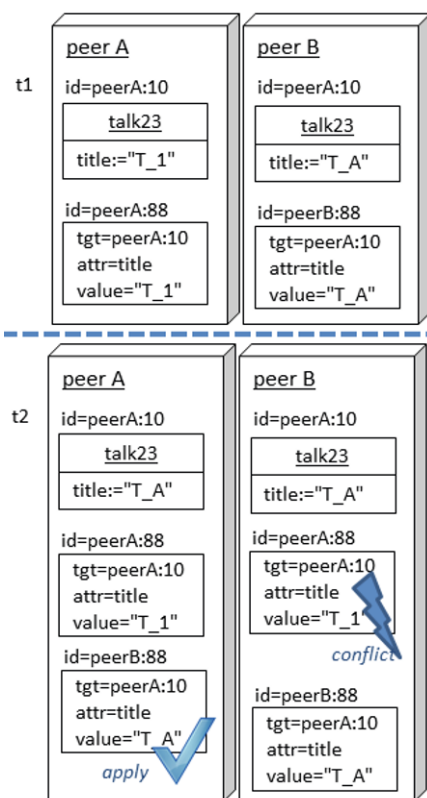 t1
peer A
id=peerA:10
talk23
title:="T_1"
id=peerA:88
tgt=peerA:10
attr=title
value="T_1"
peer B
id=peerA:10
talk23
title:="T_A"
id=peerB:88
tgt=peerA:10
attr=title
value="T_A"
t2
peer A
id=peerA:10
talk23
title:="T_A"
id=peerA:88
tgt=peerA:10
attr=title
value="T_1"
id=peerB:88
tgt=peerA:10
attr=title
value="T_A"
apply
peer B
id=peerA:10
talk23
title:="T_A"
id=peerA:88
tgt=peerA:10
attr=title
value="T_1"
conflict
id=peerB:88
tgt=peerA:10
attr=title
value="T_A"